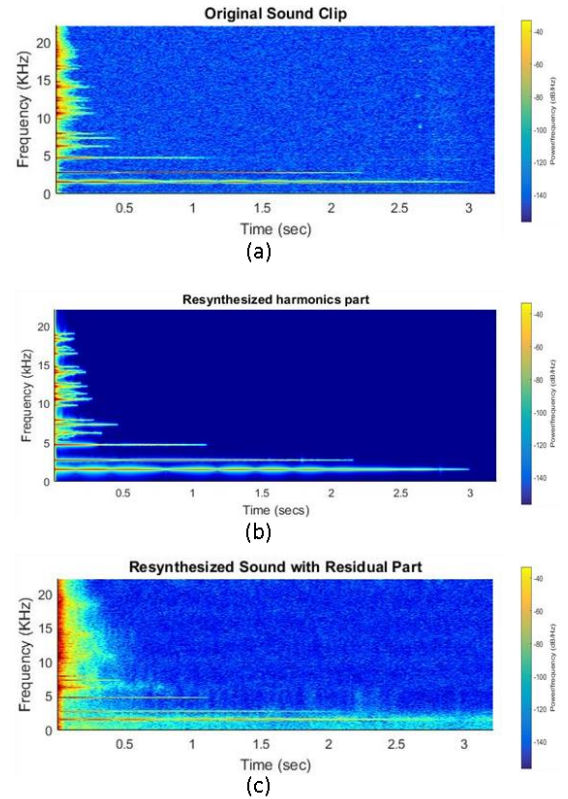 Original Sound Clip
Frequency (KHz)
20
15
10
5
0
0.5 1 1.5 2 2.5 3
Time (sec)
-40
-60
-80
-100
-120
-140
Power/frequency (dB/Hz)
(a)
Resynthesized harmonics part
Frequency (kHz)
20
15
10
5
0
0.5 1 1.5 2 2.5 3
Time (secs)
-40
-60
-80
-100
-120
-140
Power/frequency (dB/Hz)
(b)
Resynthesized Sound with Residual Part
Frequency (KHz)
20
15
10
5
0
0.5 1 1.5 2 2.5 3
Time (sec)
-40
-60
-80
-100
-120
-140
Power/frequency (dB/Hz)
(c)